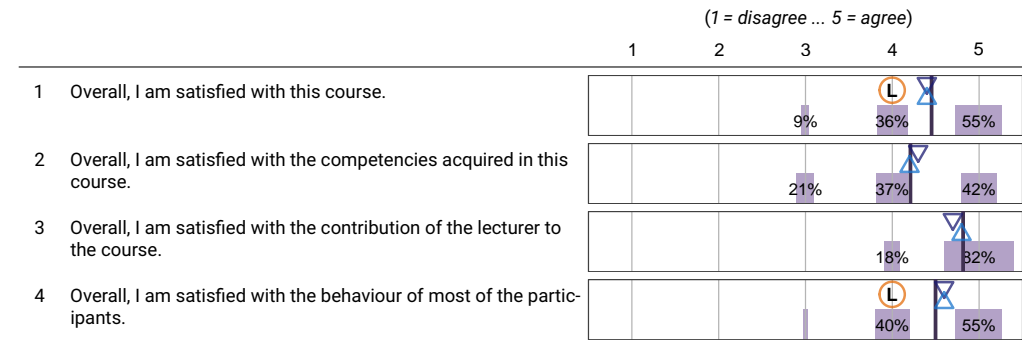 (1 = disagree ... 5 = agree)
1 2 3 4 5
1 Overall, I am satisfied with this course.
L
9% 36% 55%
2 Overall, I am satisfied with the competencies acquired in this
course.
21% 37% 42%
3 Overall, I am satisfied with the contribution of the lecturer to
the course.
18% 82%
4 Overall, I am satisfied with the behaviour of most of the partic-
ipants.
L
40% 55%